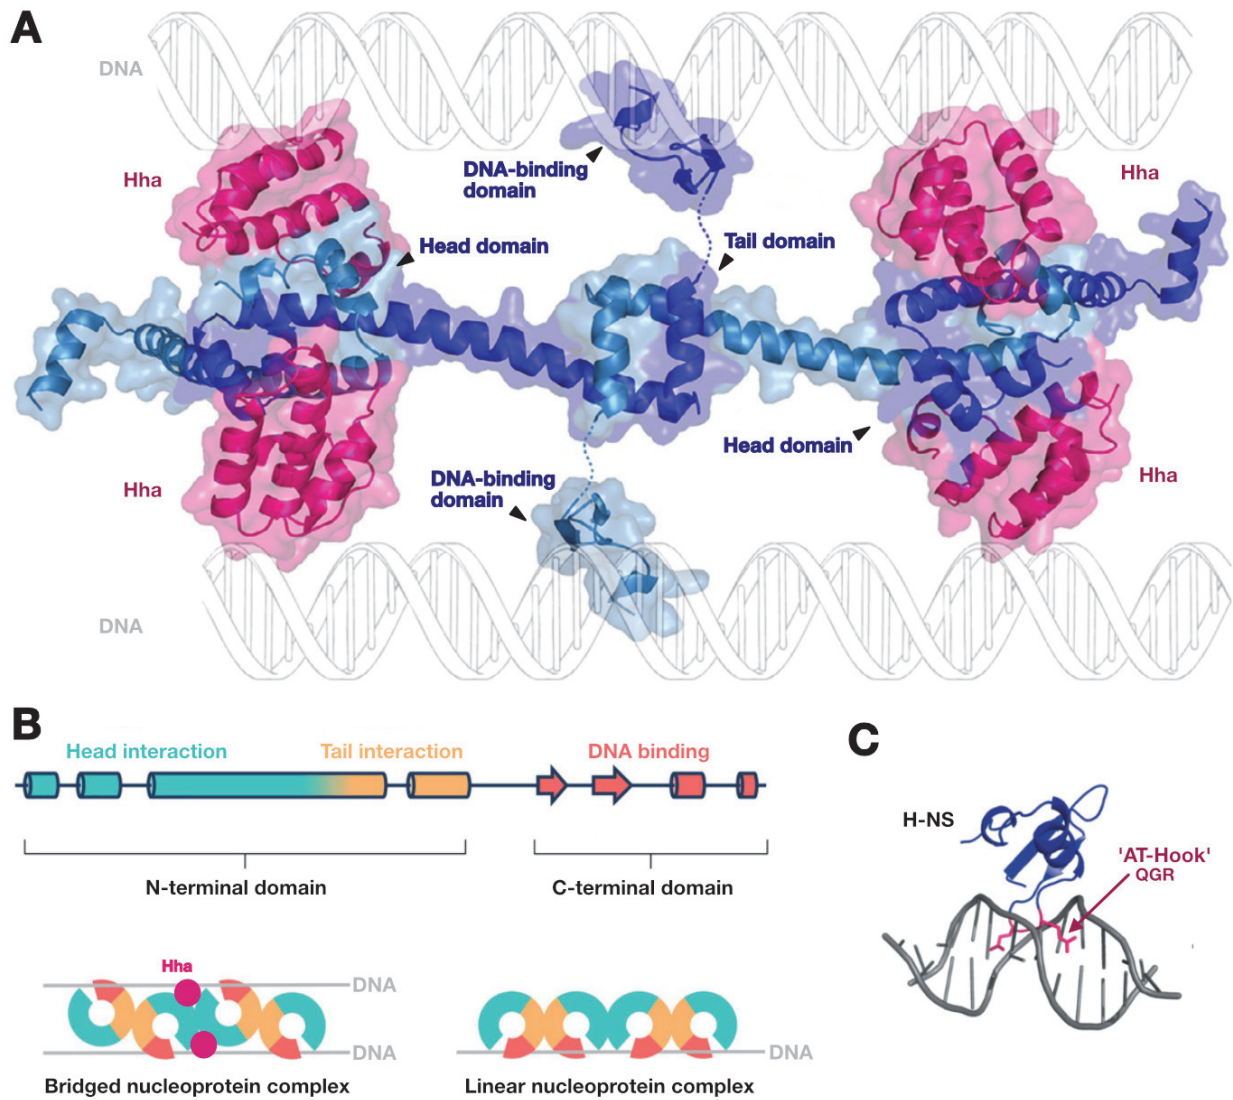 A
DNA
Hha
DNA-binding
domain
Head domain
Tail domain
Hha
Head domain
DNA-binding
domain
Hha
Hha
DNA
B
Head interaction
Tail interaction
DNA binding
N-terminal domain
C-terminal domain
Hha
DNA
DNA
Bridged nucleoprotein complex
DNA
Linear nucleoprotein complex
C
H-NS
'AT-Hook'
QGR